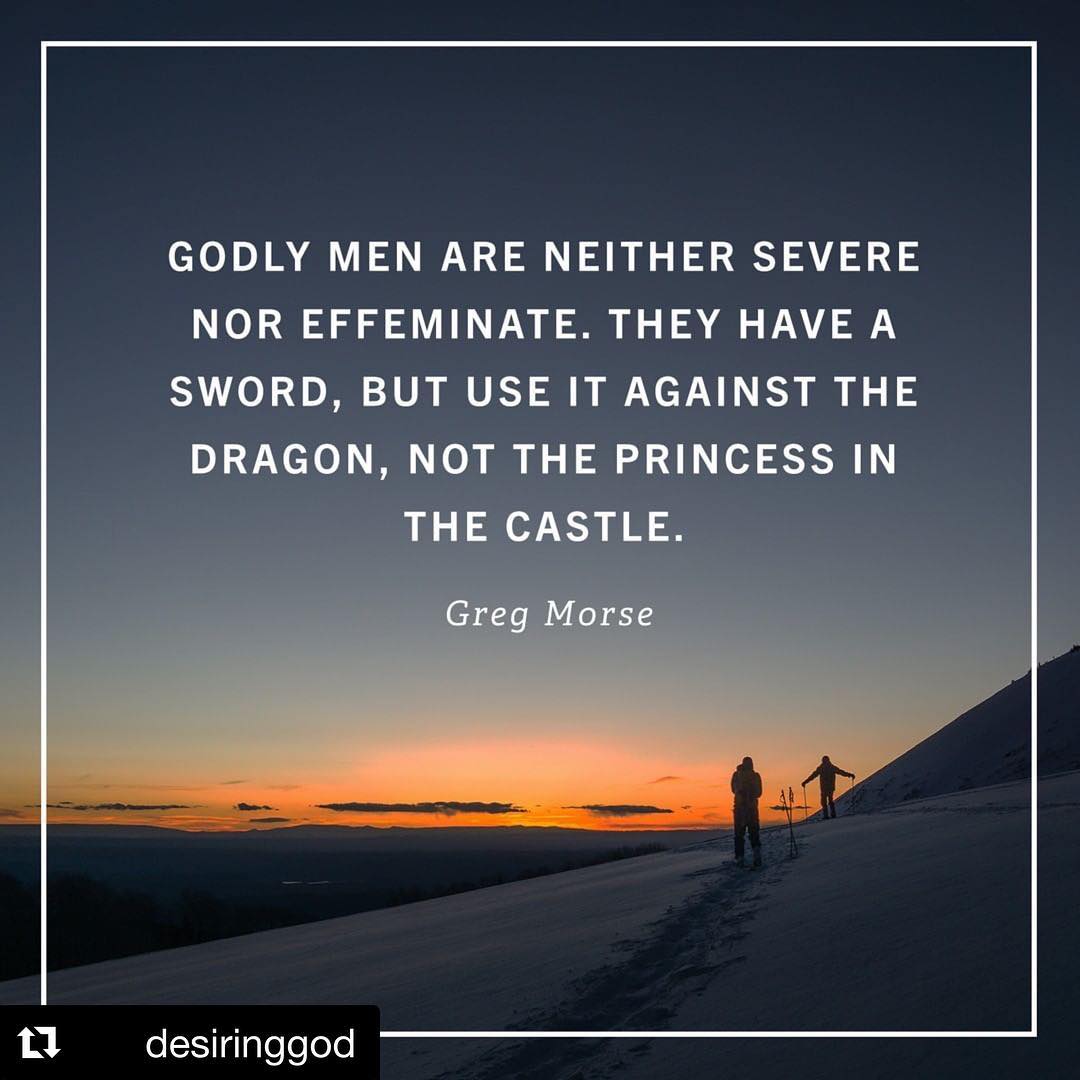 GODLY MEN ARE NEITHER SEVERE
NOR EFFEMINATE. THEY HAVE A
SWORD, BUT USE IT AGAINST THE
DRAGON, NOT THE PRINCESS IN
THE CASTLE.
Greg Morse
desiringgod